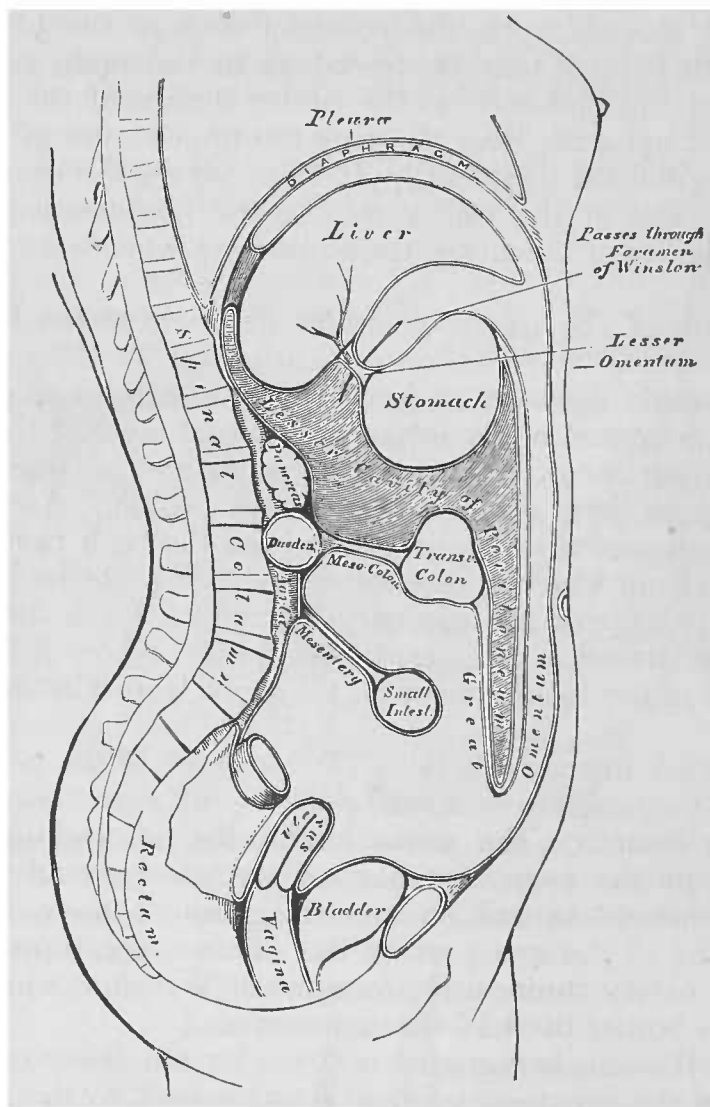 Pleura
DIAPHRAGM.
Liver
Passes through
Foramen
of Winslow
Lesser
Omentum
Stomach
Spinal Column
Lesser Cavity of Peritoneum
Pancreas
Duoden.
Meso-Colon
Transv.
Colon
Mesentery
Small
Intest.
Great Omentum
Uterus
Bladder
Vagina
Rectum